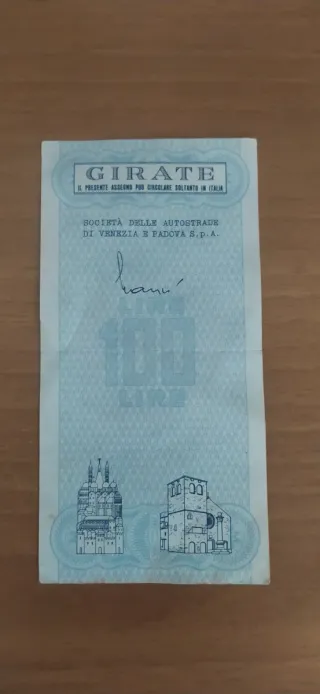 GIRATE
IL PRESENTE ASSEGNO PUÒ CIRCOLARE SOLTANTO IN ITALIA
SOCIETÀ DELLE AUTOSTRADE
DI VENEZIA E PADOVA S.p.A.
LIRE
100
LIRE